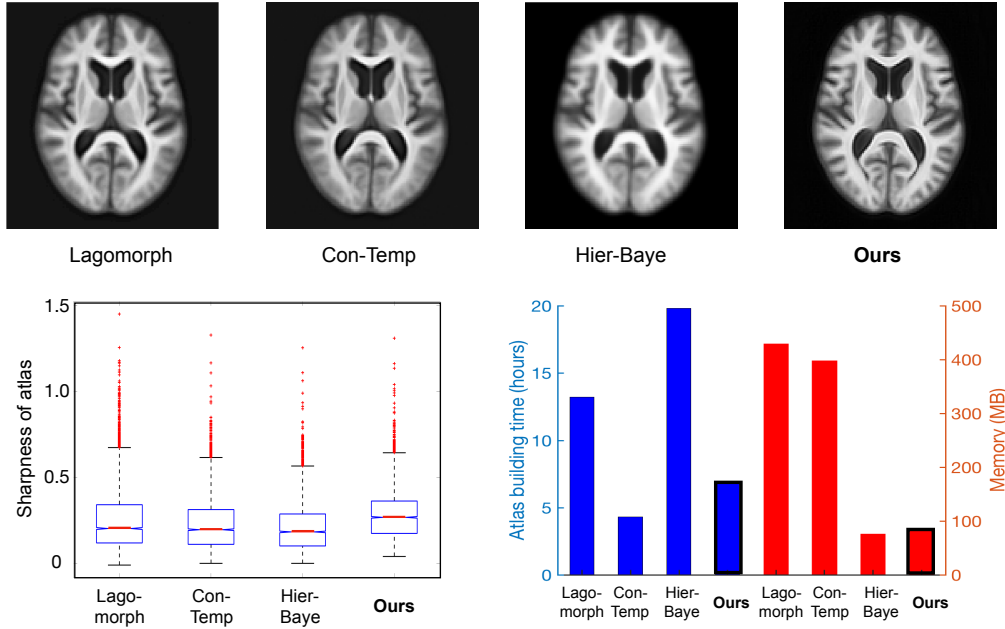 Lagomorph
Con-Temp
Hier-Baye
Ours
Sharpness of atlas
1.5
1.0
0.5
0
Lago-
morph
Con-
Temp
Hier-
Baye
Ours
Atlas building time (hours)
20
15
10
5
0
Lago-
morph
Con-
Temp
Hier-
Baye
Ours
Lago-
morph
Con-
Temp
Hier-
Baye
Ours
500
400
300
200
100
0
Memory (MB)